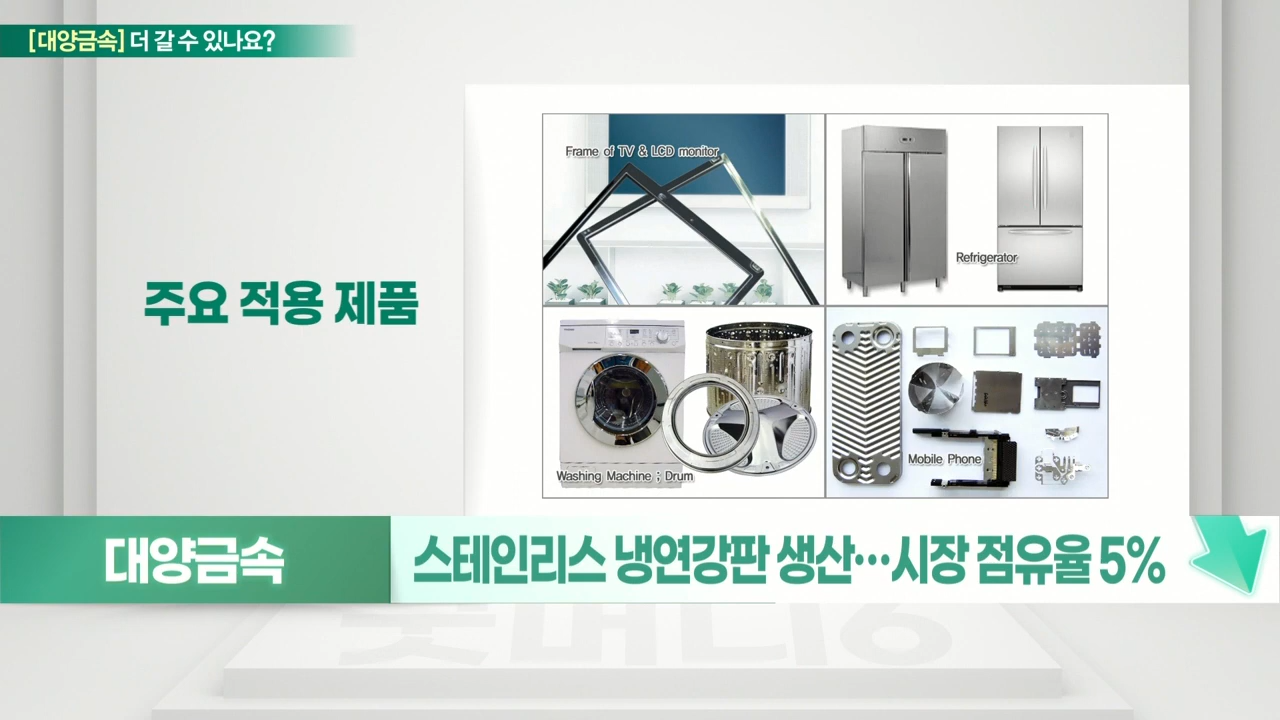 [대양금속] 더 갈 수 있나요?
주요 적용 제품
Frame of TV & LCD monitor
Refrigerator
Washing Machine ; Drum
Mobile Phone
대양금속
스테인리스 냉연강판 생산…시장 점유율 5%